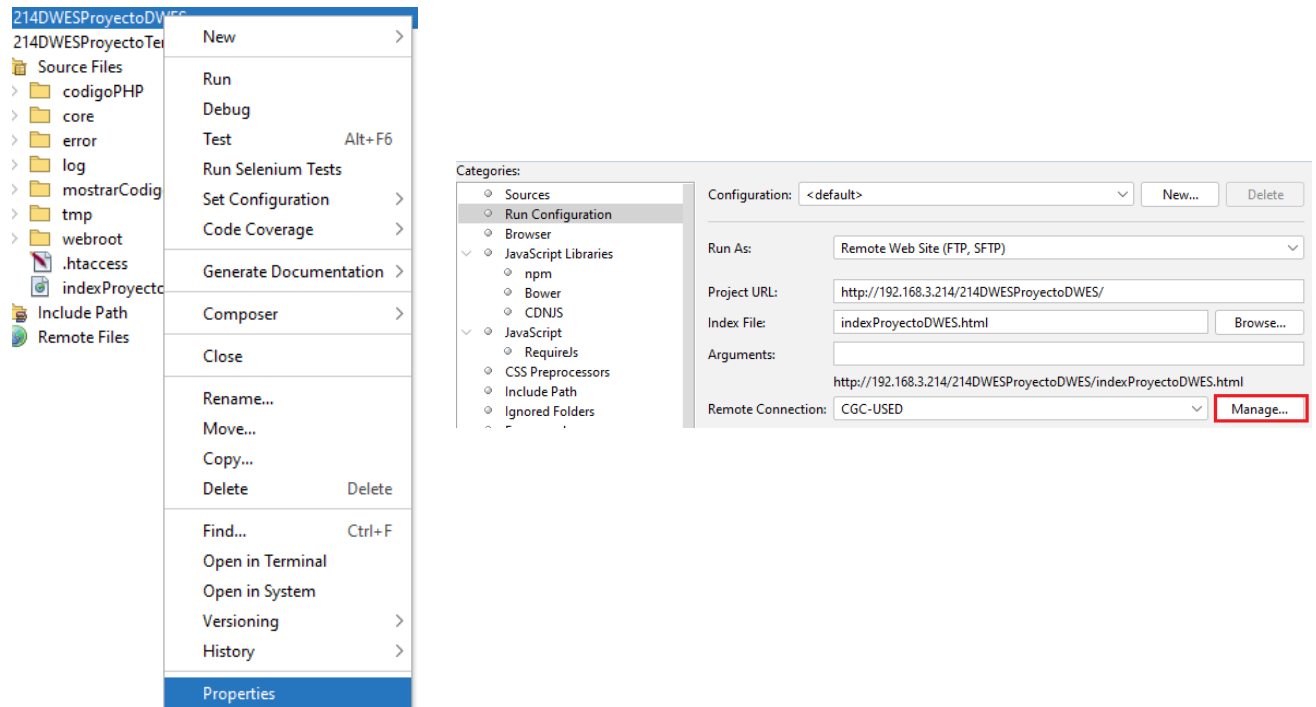 214DWESProyectoDWES
214DWESProyectoTe
Source Files
codigoPHP
core
error
log
mostrarCodig
tmp
webroot
.htaccess
indexProyecto
Include Path
Remote Files
New
Run
Debug
Test Alt+F6
Run Selenium Tests
Set Configuration
Code Coverage
Generate Documentation
Composer
Close
Rename...
Move...
Copy...
Delete Delete
Find... Ctrl+F
Open in Terminal
Open in System
Versioning
History
Properties
Categories:
Sources
Run Configuration
Browser
JavaScript Libraries
npm
Bower
CDNJS
JavaScript
RequireJs
CSS Preprocessors
Include Path
Ignored Folders
Configuration: <default> New... Delete
Run As: Remote Web Site (FTP, SFTP)
Project URL: http://192.168.3.214/214DWESProyectoDWES/
Index File: indexProyectoDWES.html Browse...
Arguments:
http://192.168.3.214/214DWESProyectoDWES/indexProyectoDWES.html
Remote Connection: CGC-USED Manage...